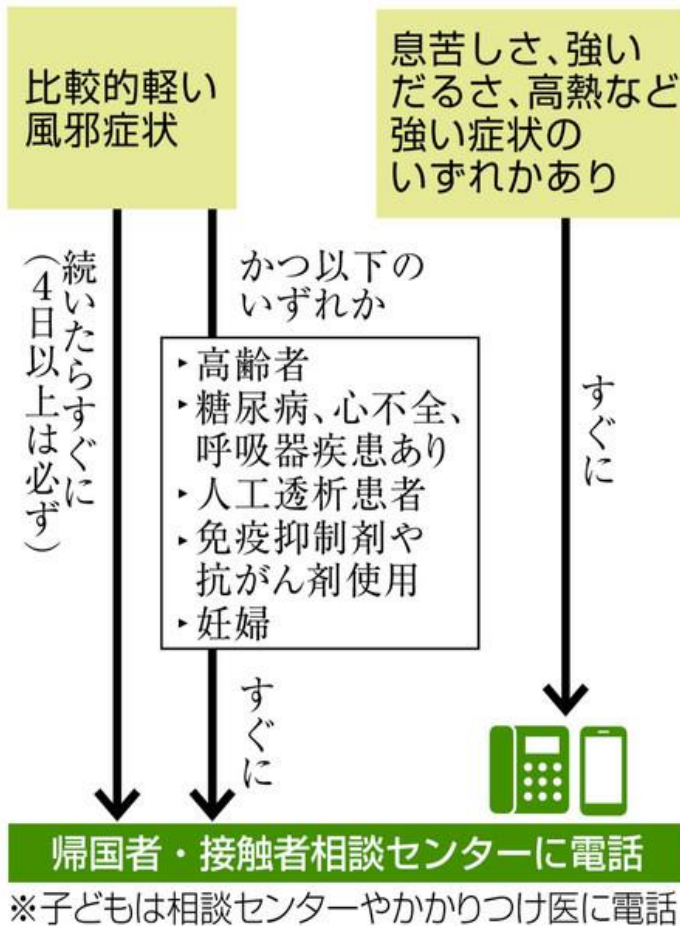 比較的軽い
風邪症状
息苦しさ、強い
だるさ、高熱など
強い症状の
いずれかあり
続いたらすぐに
（４日以上は必ず）
かつ以下の
いずれか
▸高齢者
▸糖尿病、心不全、
呼吸器疾患あり
▸人工透析患者
▸免疫抑制剤や
抗がん剤使用
▸妊婦
すぐに
すぐに
帰国者・接触者相談センターに電話
※子どもは相談センターやかかりつけ医に電話